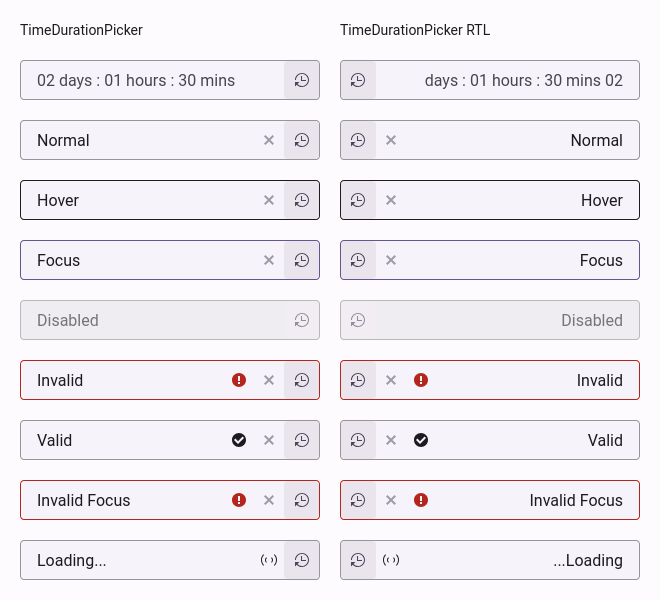 TimeDurationPicker
TimeDurationPicker RTL
02 days : 01 hours : 30 mins
days : 01 hours : 30 mins 02
Normal
Normal
Hover
Hover
Focus
Focus
Disabled
Disabled
Invalid
Invalid
Valid
Valid
Invalid Focus
Invalid Focus
Loading...
...Loading